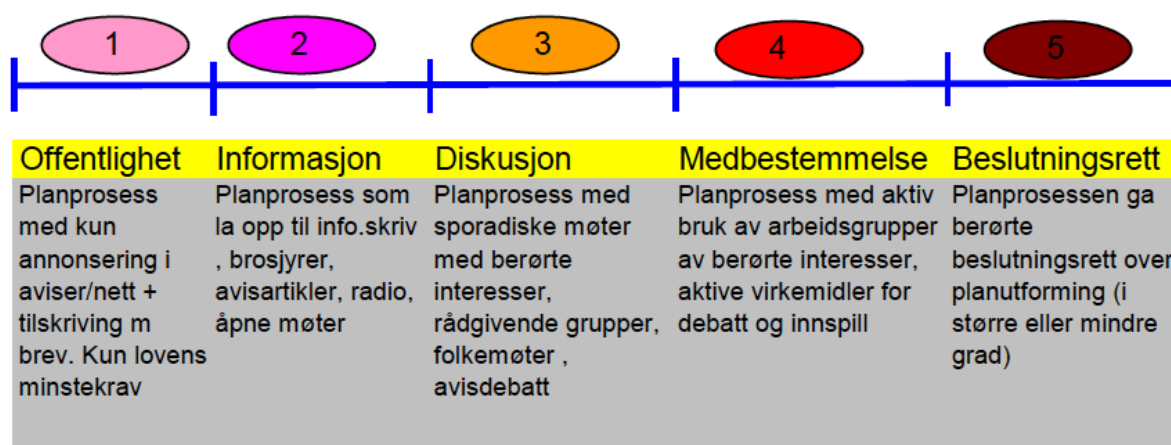 1
2
3
4
5
Offentlighet
Planprosess
med kun
annonsering i
aviser/nett +
tilskriving m
brev. Kun lovens
minstekrav
Informasjon
Planprosess som
la opp til info.skriv
, brosjyrer,
avisartikler, radio,
åpne møter
Diskusjon
Planprosess med
sporadiske møter
med berørte
interesser,
rådgivende grupper,
folkemøter ,
avisdebatt
Medbestemmelse
Planprosess med aktiv
bruk av arbeidsgrupper
av berørte interesser,
aktive virkemidler for
debatt og innspill
Beslutningsrett
Planprosessen ga
berørte
beslutningsrett over
planutforming (i
større eller mindre
grad)